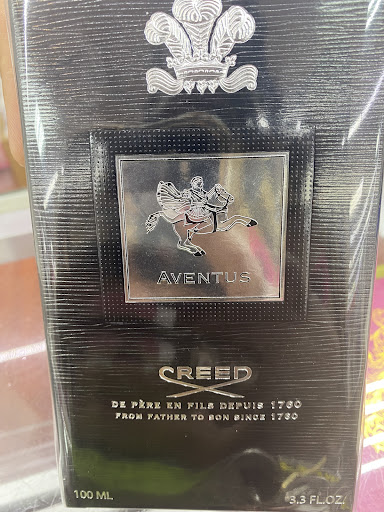 AVENTUS
CREED
DE PÈRE EN FILS DEPUIS 1760
FROM FATHER TO SON SINCE 1760
100 ML 3.3 FL.OZ.